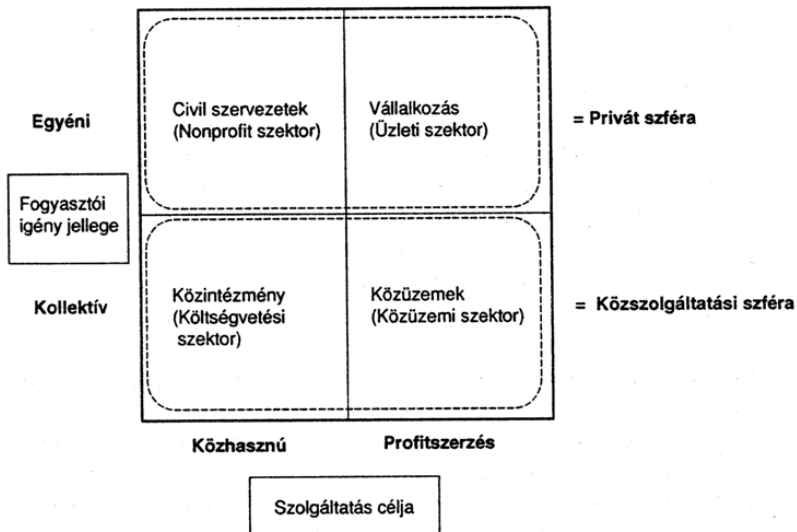 Egyéni
Civil szervezetek
(Nonprofit szektor)
Vállalkozás
(Üzleti szektor)
= Privát szféra
Fogyasztói
igény jellege
Kollektív
Közintézmény
(Költségvetési
szektor)
Közüzemek
(Közüzemi szektor)
= Közszolgáltatási szféra
Közhasznú
Profitszerzés
Szolgáltatás célja